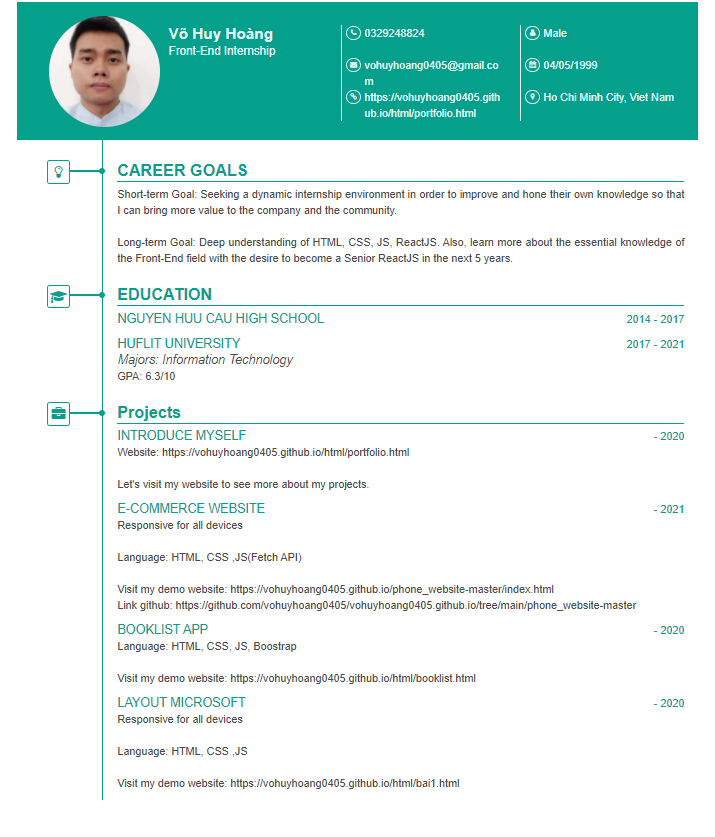 Võ Huy Hoàng
Front-End Internship
0329248824
vohuyhoang0405@gmail.co
m
https://vohuyhoang0405.gith
ub.io/html/portfolio.html
Male
04/05/1999
Ho Chi Minh City, Viet Nam
CAREER GOALS
Short-term Goal: Seeking a dynamic internship environment in order to improve and hone their own knowledge so that
I can bring more value to the company and the community.
Long-term Goal: Deep understanding of HTML, CSS, JS, ReactJS. Also, learn more about the essential knowledge of
the Front-End field with the desire to become a Senior ReactJS in the next 5 years.
EDUCATION
NGUYEN HUU CAU HIGH SCHOOL 2014 - 2017
HUFLIT UNIVERSITY 2017 - 2021
Majors: Information Technology
GPA: 6.3/10
Projects
INTRODUCE MYSELF - 2020
Website: https://vohuyhoang0405.github.io/html/portfolio.html
Let's visit my website to see more about my projects.
E-COMMERCE WEBSITE - 2021
Responsive for all devices
Language: HTML, CSS ,JS(Fetch API)
Visit my demo website: https://vohuyhoang0405.github.io/phone_website-master/index.html
Link github: https://github.com/vohuyhoang0405/vohuyhoang0405.github.io/tree/main/phone_website-master
BOOKLIST APP - 2020
Language: HTML, CSS, JS, Boostrap
Visit my demo website: https://vohuyhoang0405.github.io/html/booklist.html
LAYOUT MICROSOFT - 2020
Responsive for all devices
Language: HTML, CSS ,JS
Visit my demo website: https://vohuyhoang0405.github.io/html/bai1.html